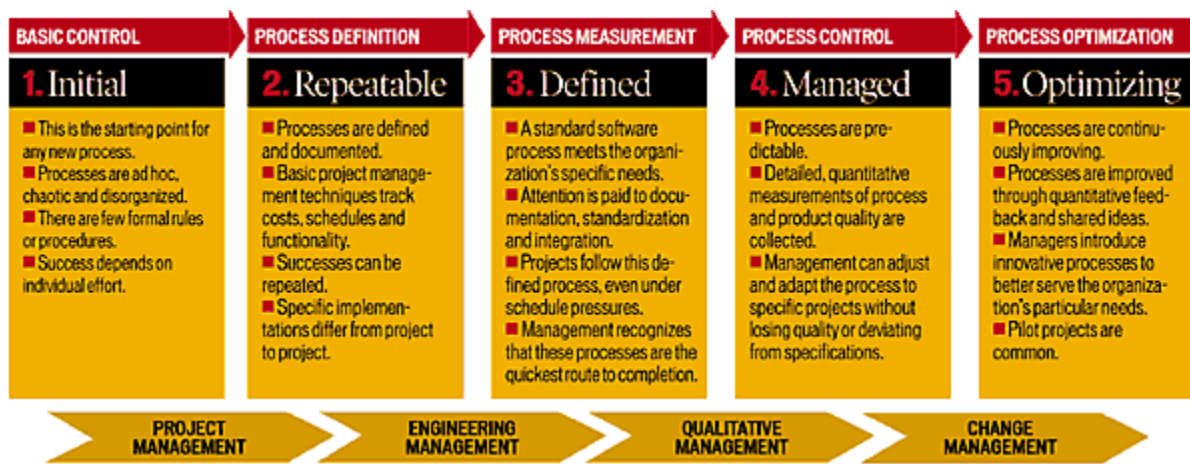 BASIC CONTROL
PROCESS DEFINITION
PROCESS MEASUREMENT
PROCESS CONTROL
PROCESS OPTIMIZATION
1. Initial
■ This is the starting point for
any new process.
■ Processes are ad hoc,
chaotic and disorganized.
■ There are few formal rules
or procedures.
■ Success depends on
individual effort.
2. Repeatable
■ Processes are defined
and documented.
■ Basic project manage-
ment techniques track
costs, schedules and
functionality.
■ Successes can be
repeated.
■ Specific implemen-
tations differ from project
to project.
3. Defined
■ A standard software
process meets the organi-
zation's specific needs.
■ Attention is paid to docu-
mentation, standardization
and integration.
■ Projects follow this de-
fined process, even under
schedule pressures.
■ Management recognizes
that these processes are the
quickest route to completion.
4. Managed
■ Processes are pre-
dictable.
■ Detailed, quantitative
measurements of process
and product quality are
collected.
■ Management can adjust
and adapt the process to
specific projects without
losing quality or deviating
from specifications.
5. Optimizing
■ Processes are continu-
ously improving.
■ Processes are improved
through quantitative feed-
back and shared ideas.
■ Managers introduce
innovative processes to
better serve the organiza-
tion's particular needs.
■ Pilot projects are
common.
PROJECT
MANAGEMENT
ENGINEERING
MANAGEMENT
QUALITATIVE
MANAGEMENT
CHANGE
MANAGEMENT